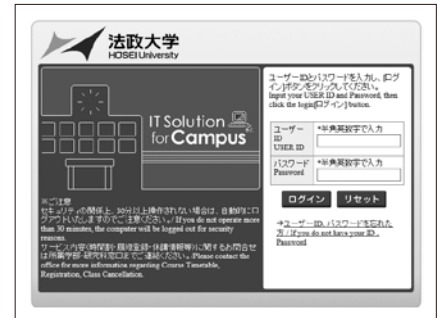 法政大学
HOSEI University
IT Solution
for Campus
※ご注意
セキュリティの関係上、30分以上操作されない場合は、自動的にロ
グアウトいたしますのでご注意ください。/ If you do not operate more
than 30 minutes, the computer will be logged out for security
reasons.
サービス内容(時間割・履修登録・休講情報等)に関するお問合せ
は所属学部・研究科窓口までご連絡ください。/Please contact the
office for more information regarding Course Timetable,
Registration, Class Cancellation.
ユーザーIDとパスワードを入力し、[ログ
イン]ボタンをクリックしてください。
Input your USER ID and Password, then
click the login[ログイン] button.
ユーザー
ID
USER ID
*半角英数字で入力
パスワード
Password
*半角英数字で入力
ログイン
リセット
→ユーザーID、パスワードを忘れた
方 / If you do not have your ID ,
Password